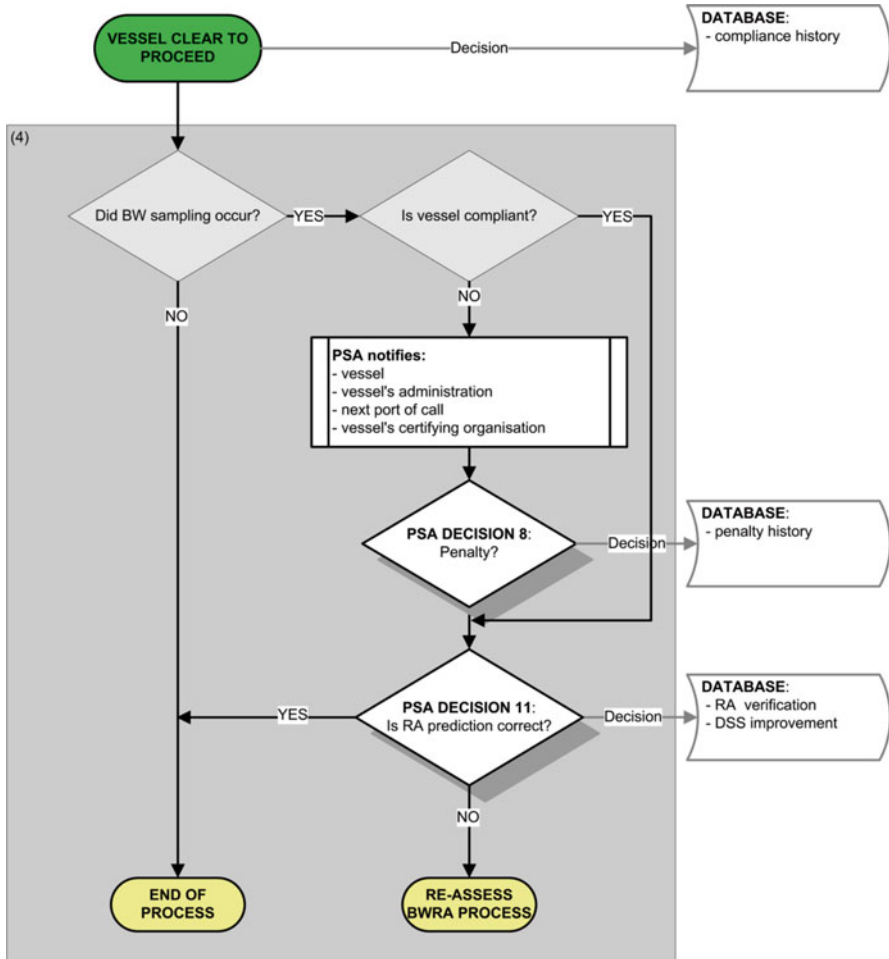 VESSEL CLEAR TO
PROCEED
Decision
DATABASE:
- compliance history
(4)
Did BW sampling occur?
YES
Is vessel compliant?
YES
NO
NO
PSA notifies:
- vessel
- vessel's administration
- next port of call
- vessel's certifying organisation
PSA DECISION 8:
Penalty?
Decision
DATABASE:
- penalty history
PSA DECISION 11:
Is RA prediction correct?
YES
Decision
DATABASE:
- RA verification
- DSS improvement
NO
END OF
PROCESS
RE-ASSESS
BWRA PROCESS